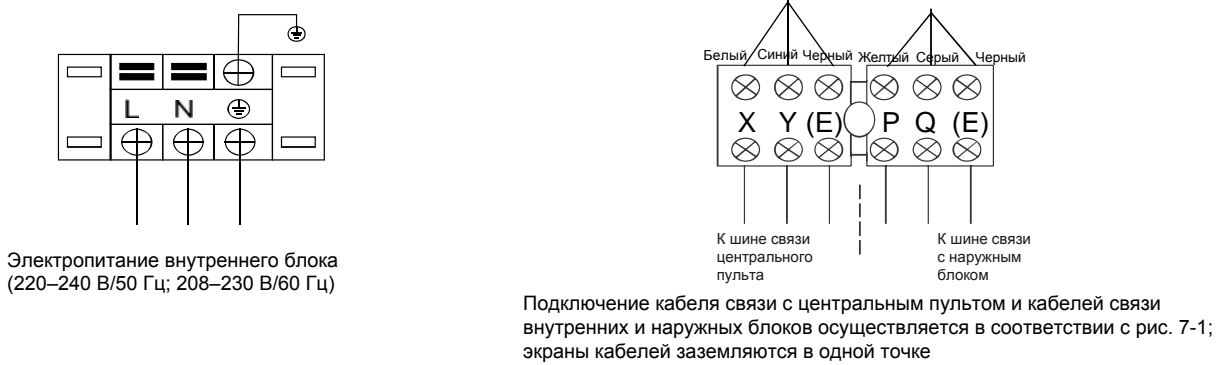 L N
Электропитание внутреннего блока
(220–240 В/50 Гц; 208–230 В/60 Гц)
Белый Синий Черный Желтый Серый Черный
X Y (E) P Q (E)
К шине связи
центрального
пульта
К шине связи
с наружным
блоком
Подключение кабеля связи с центральным пультом и кабелей связи
внутренних и наружных блоков осуществляется в соответствии с рис. 7-1;
экраны кабелей заземляются в одной точке